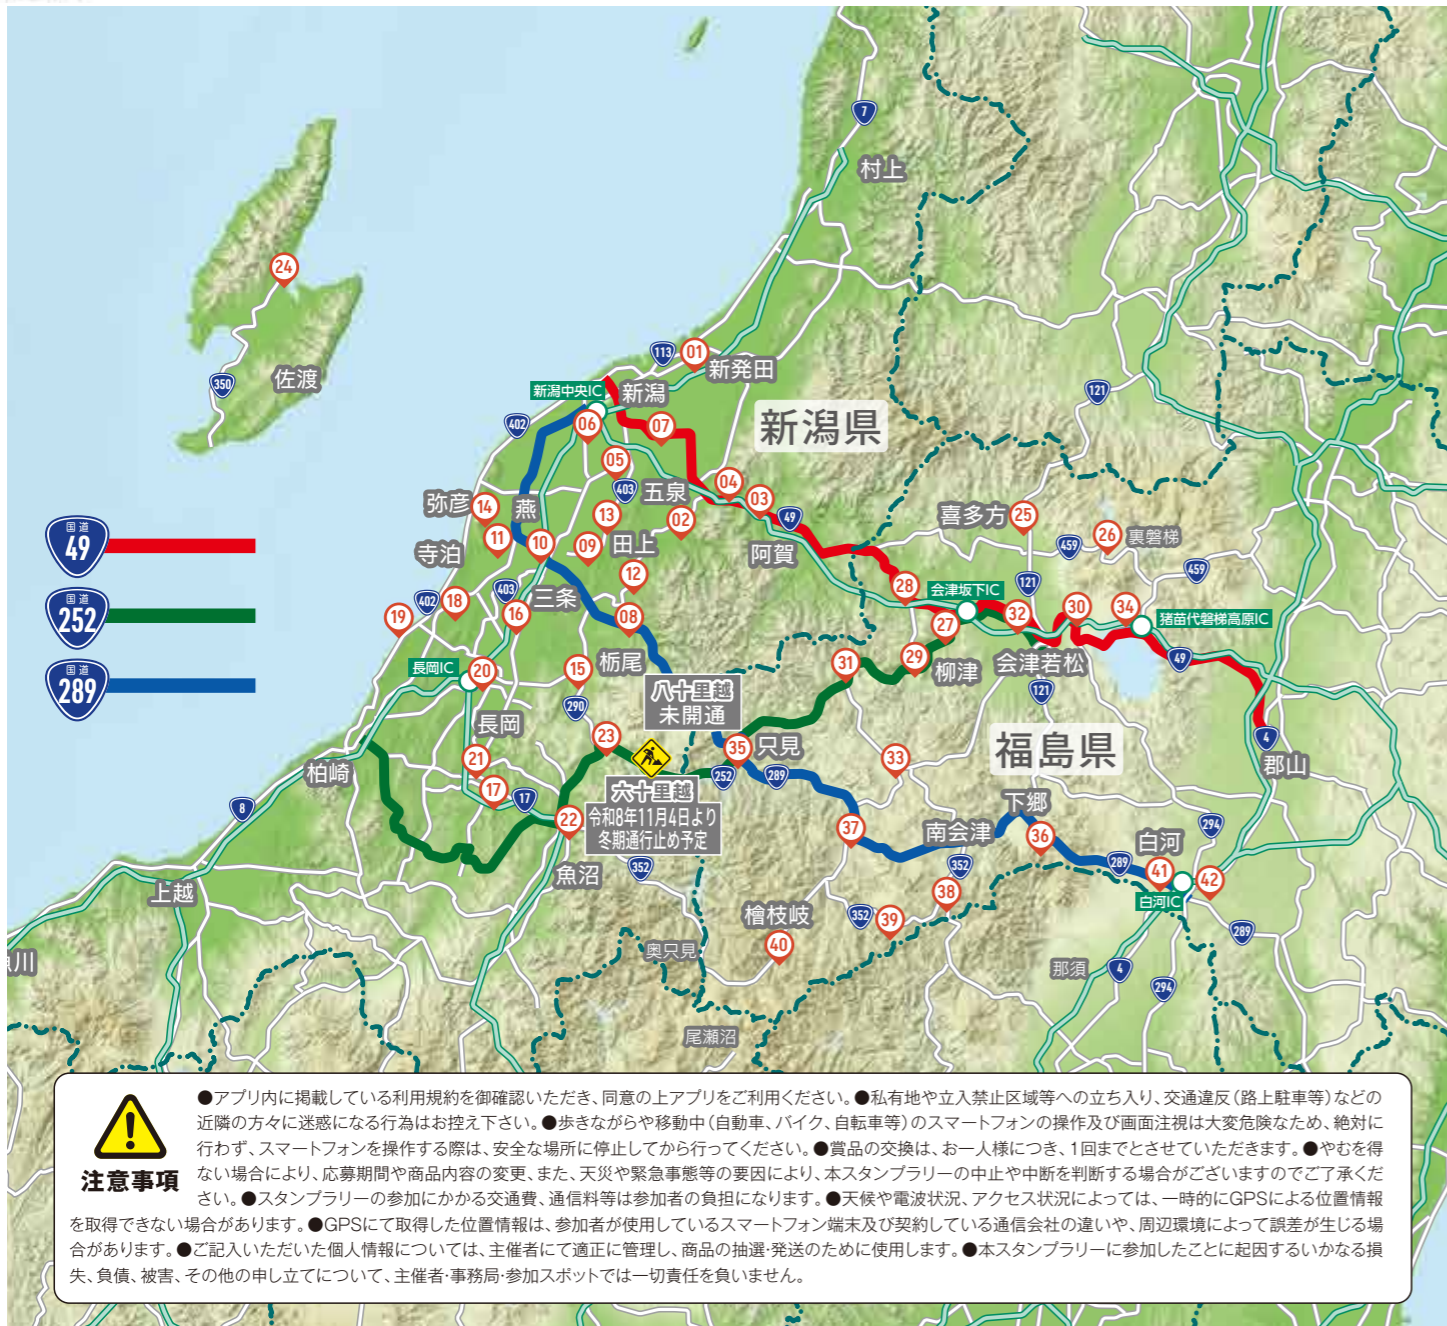 7
村上
24
佐渡
350
113
01
新発田
新潟中央IC
新潟
402
06
07
新潟県
121
05
403
五泉
04
03
弥彦
14
燕
13
02
49
喜多方
25
26
裏磐梯
459
寺泊
11
10
09
田上
阿賀
国道
49
国道
252
国道
289
12
28
会津坂下IC
121
459
19
402
18
403
16
三条
08
27
32
30
34
猪苗代磐梯高原IC
長岡IC
20
15
栃尾
31
29
柳津
会津若松
49
290
八十里越
未開通
121
長岡
23
35
只見
福島県
4
郡山
柏崎
21
252
289
33
17
17
六十里越
令和8年11月4日より
冬期通行止め予定
8
22
37
南会津
下郷
36
294
白河
魚沼
352
352
289
41
42
上越
38
白河IC
檜枝岐
352
39
289
川
奥只見
40
那須
4
294
尾瀬沼
注意事項
●アプリ内に掲載している利用規約を御確認いただき、同意の上アプリをご利用ください。●私有地や立入禁止区域等への立ち入り、交通違反(路上駐車等)などの
近隣の方々に迷惑になる行為はお控え下さい。●歩きながらや移動中(自動車、バイク、自転車等)のスマートフォンの操作及び画面注視は大変危険なため、絶対に
行わず、スマートフォンを操作する際は、安全な場所に停止してから行ってください。●賞品の交換は、お一人様につき、1回までとさせていただきます。●やむを得
ない場合により、応募期間や商品内容の変更、また、天災や緊急事態等の要因により、本スタンプラリーの中止や中断を判断する場合がございますのでご了承くだ
さい。●スタンプラリーの参加にかかる交通費、通信料等は参加者の負担になります。●天候や電波状況、アクセス状況によっては、一時的にGPSによる位置情報
を取得できない場合があります。●GPSにて取得した位置情報は、参加者が使用しているスマートフォン端末及び契約している通信会社の違いや、周辺環境によって誤差が生じる場
合があります。●ご記入いただいた個人情報については、主催者にて適正に管理し、商品の抽選・発送のために使用します。●本スタンプラリーに参加したことに起因するいかなる損
失、負債、被害、その他の申し立てについて、主催者・事務局・参加スポットでは一切責任を負いません。